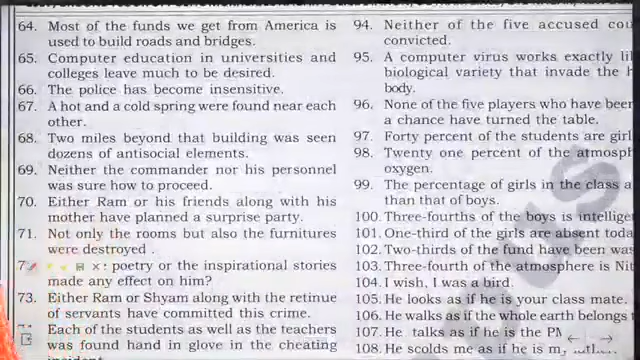 64. Most of the funds we get from America is
used to build roads and bridges.
65. Computer education in universities and
colleges leave much to be desired.
66. The police has become insensitive.
67. A hot and a cold spring were found near each
other.
68. Two miles beyond that building was seen
dozens of antisocial elements.
69. Neither the commander nor his personnel
was sure how to proceed.
70. Either Ram or his friends along with his
mother have planned a surprise party.
71. Not only the rooms but also the furnitures
were destroyed .
poetry or the inspirational stories
made any effect on him?
73. Either Ram or Shyam along with the retinue
of servants have committed this crime.
Each of the students as well as the teachers
was found hand in glove in the cheating
94. Neither of the five accused
convicted.
95. A computer virus works exactly
biological variety that invade the
body.
96. None of the five players who have been
a chance have turned the table.
97. Forty percent of the students are
98. Twenty one percent of the
oxygen.
99. The percentage of girls in the class
than that of boys.
100. Three-fourths of the boys is
101. One-third of the girls are absent
102. Two-thirds of the fund have been
103. Three-fourth of the atmosphere is
104. I wish, I was a bird.
105. He looks as if he is your class mate.
106. He walks as if the whole earth belongs
107. He talks as if he is the PM
108. He scolds me as if he is